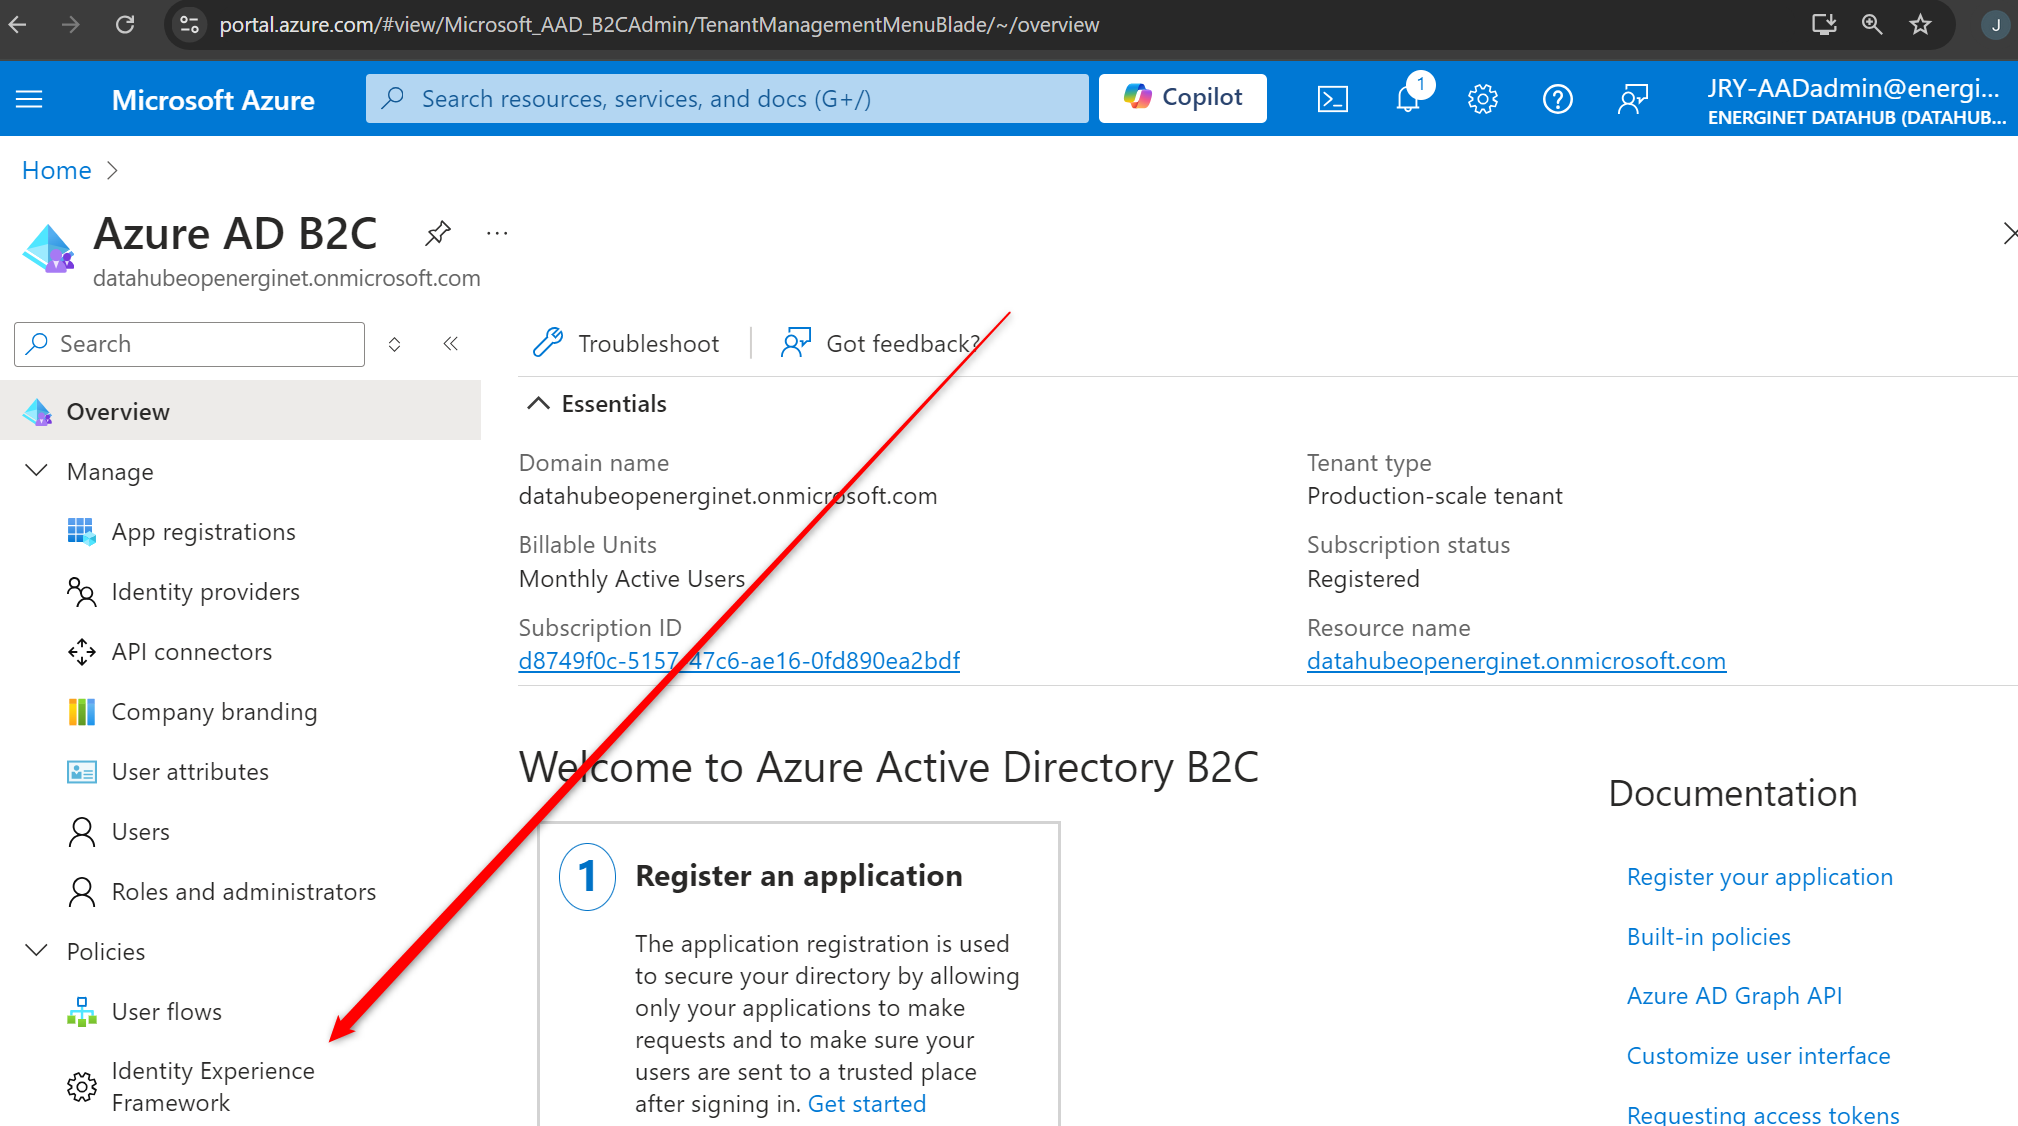 portal.azure.com/#view/Microsoft_AAD_B2CAdmin/TenantManagementMenuBlade/~/overview
J
Microsoft Azure
Search resources, services, and docs (G+/)
Copilot
1
JRY-AADadmin@energi...
ENERGINET DATAHUB (DATAHUB...
Home
Azure AD B2C
datahubeopenerginet.onmicrosoft.com
Search
Troubleshoot
Got feedback?
Overview
Manage
App registrations
Identity providers
API connectors
Company branding
User attributes
Users
Roles and administrators
Policies
User flows
Identity Experience
Framework
Essentials
Domain name
datahubeopenerginet.onmicrosoft.com
Billable Units
Monthly Active Users
Subscription ID
d8749f0c-5157-47c6-ae16-0fd890ea2bdf
Tenant type
Production-scale tenant
Subscription status
Registered
Resource name
datahubeopenerginet.onmicrosoft.com
Welcome to Azure Active Directory B2C
1
Register an application
The application registration is used
to secure your directory by allowing
only your applications to make
requests and to make sure your
users are sent to a trusted place
after signing in. Get started
Documentation
Register your application
Built-in policies
Azure AD Graph API
Customize user interface
Requesting access tokens